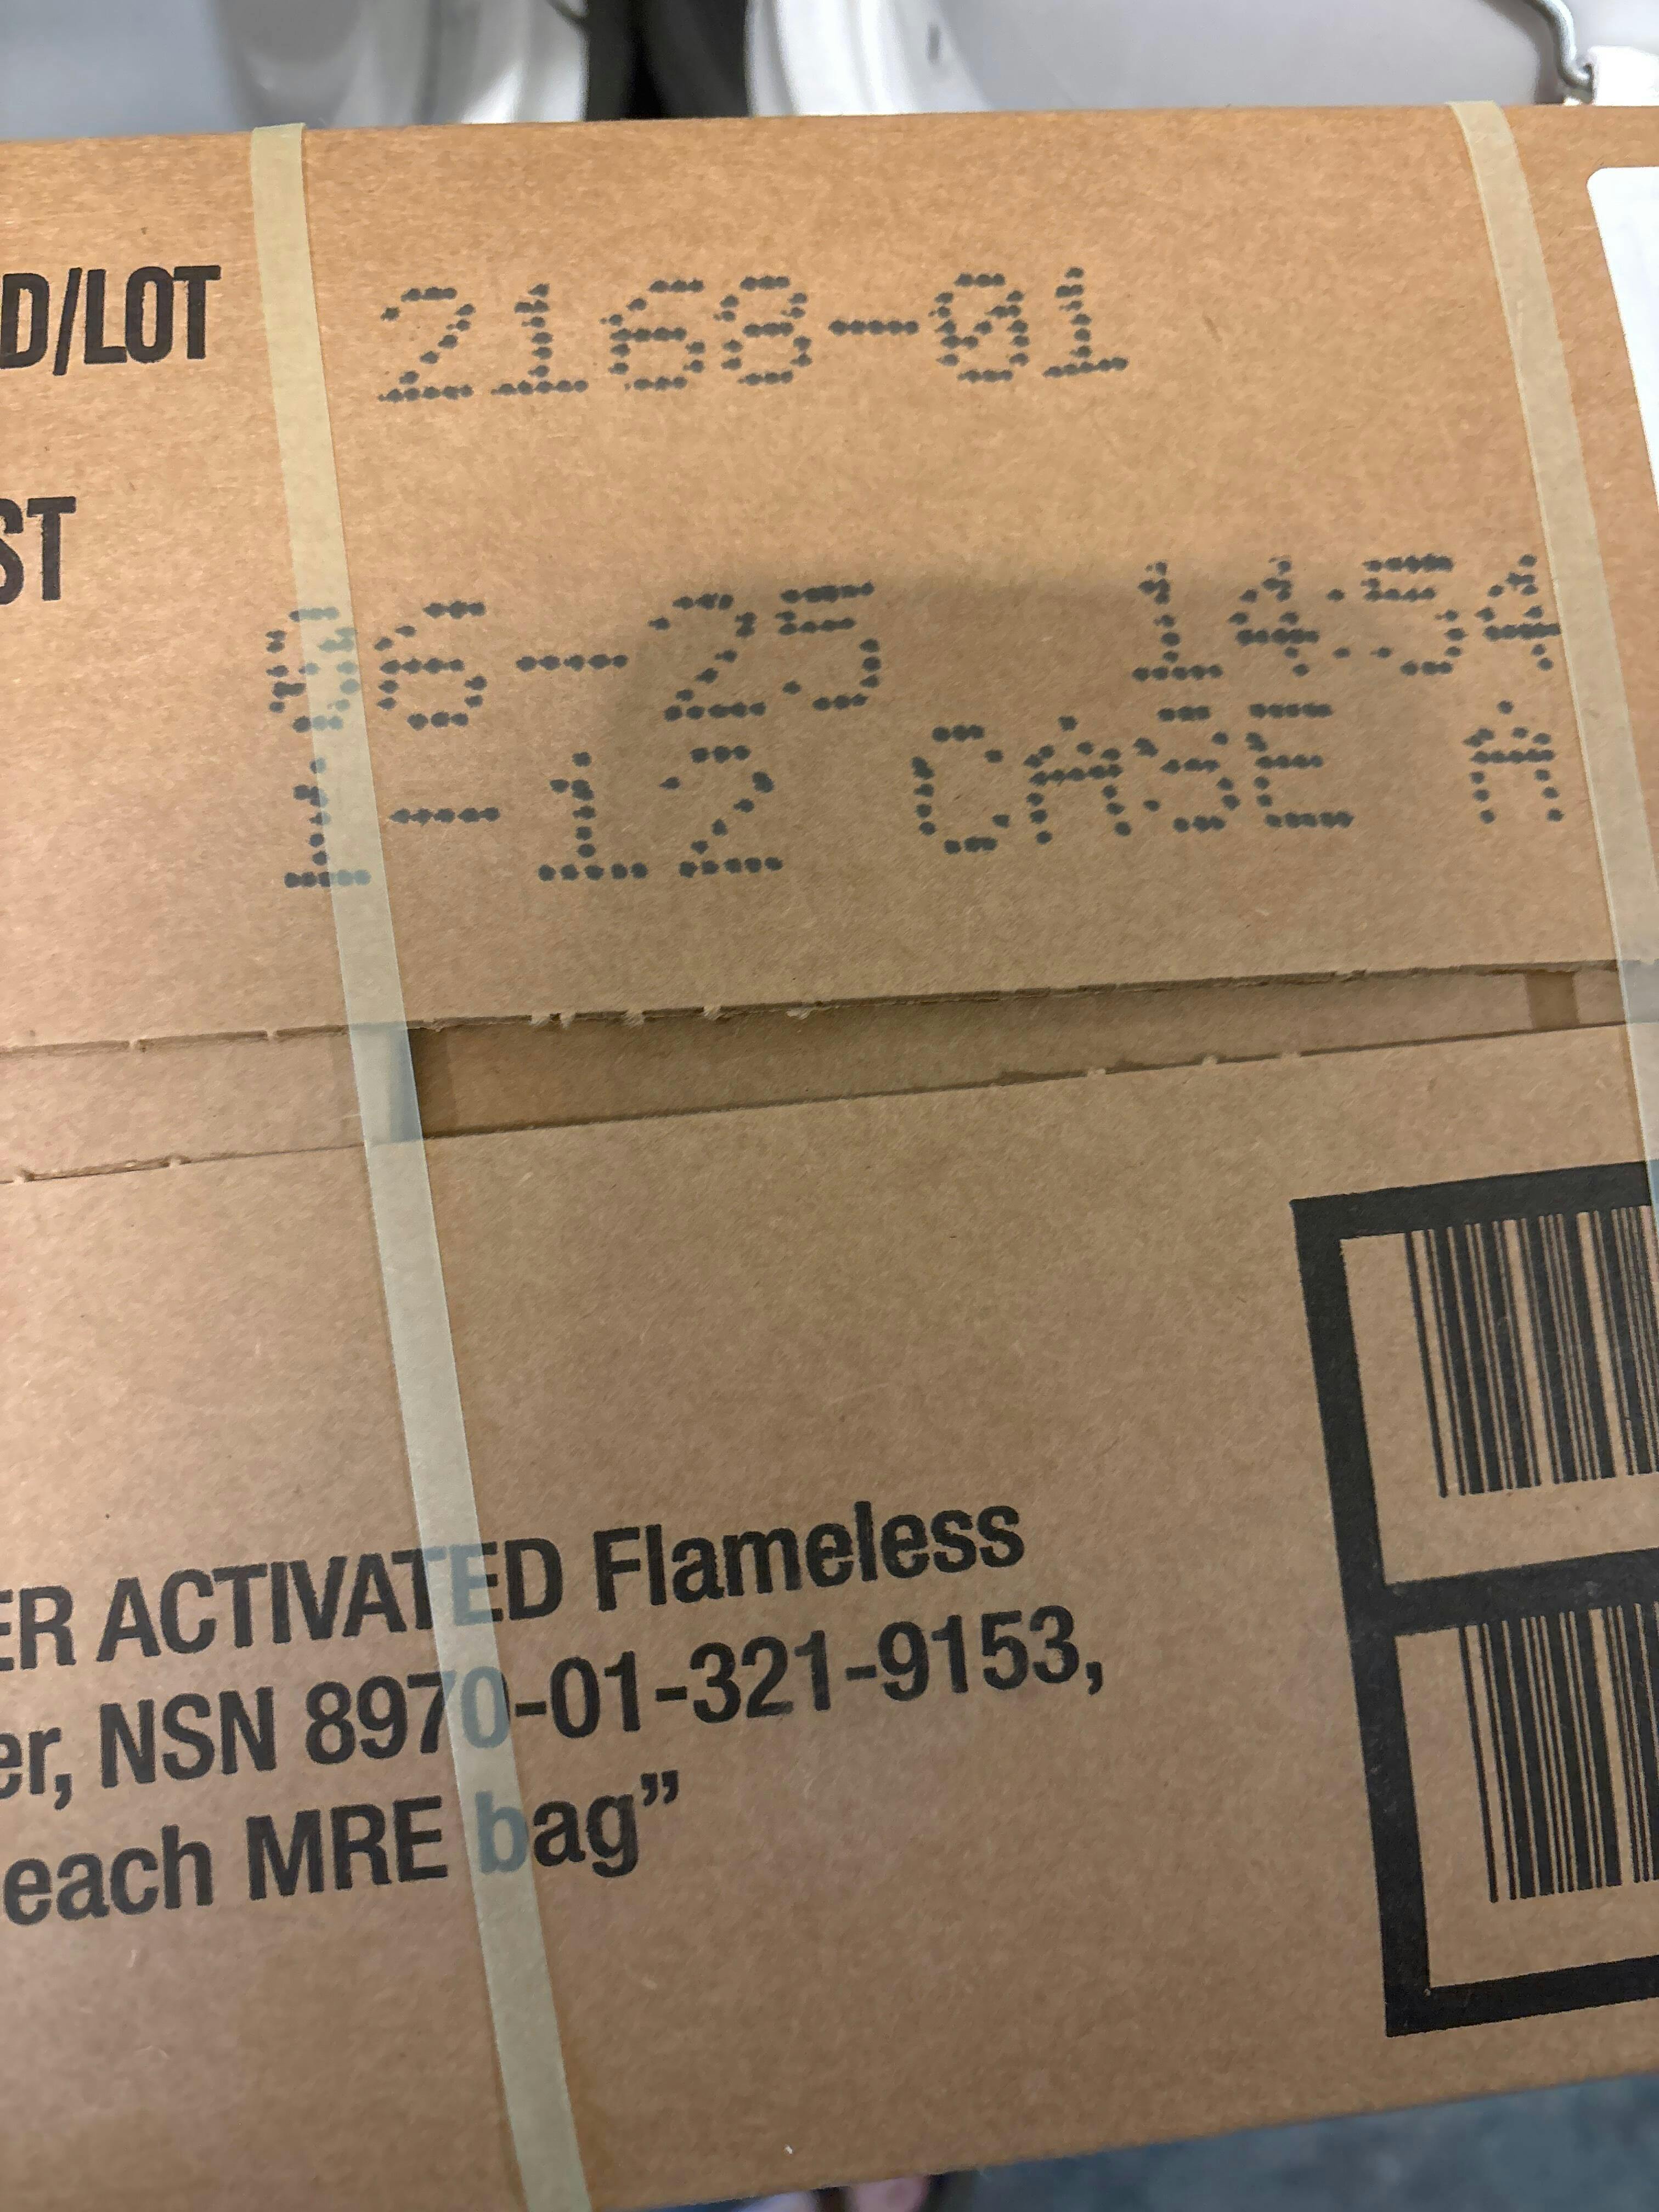 D/LOT 2168-01
ST
06-25 14:54
1-12 CASE A
ER ACTIVATED Flameless
er, NSN 8970-01-321-9153,
each MRE bag”